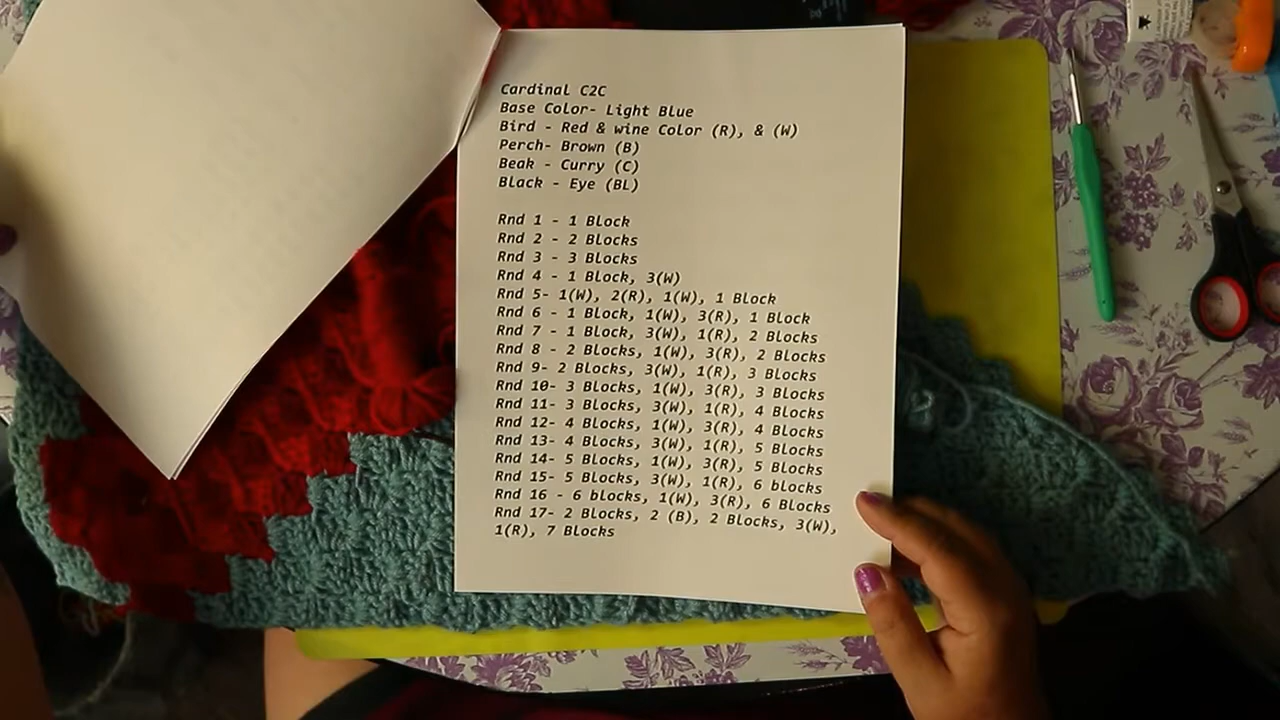 Cardinal C2C
Base Color- Light Blue
Bird - Red & wine Color (R), & (W)
Perch- Brown (B)
Beak - Curry (C)
Black - Eye (BL)
Rnd 1 - 1 Block
Rnd 2 - 2 Blocks
Rnd 3 - 3 Blocks
Rnd 4 - 1 Block, 3(W)
Rnd 5- 1(W), 2(R), 1(W), 1 Block
Rnd 6 - 1 Block, 1(W), 3(R), 1 Block
Rnd 7 - 1 Block, 3(W), 1(R), 2 Blocks
Rnd 8 - 2 Blocks, 1(W), 3(R), 2 Blocks
Rnd 9- 2 Blocks, 3(W), 1(R), 3 Blocks
Rnd 10- 3 Blocks, 1(W), 3(R), 3 Blocks
Rnd 11- 3 Blocks, 3(W), 1(R), 4 Blocks
Rnd 12- 4 Blocks, 1(W), 3(R), 4 Blocks
Rnd 13- 4 Blocks, 3(W), 1(R), 5 Blocks
Rnd 14- 5 Blocks, 1(W), 3(R), 5 Blocks
Rnd 15- 5 Blocks, 3(W), 1(R), 6 blocks
Rnd 16 - 6 blocks, 1(W), 3(R), 6 Blocks
Rnd 17- 2 Blocks, 2 (B), 2 Blocks, 3(W),
1(R), 7 Blocks